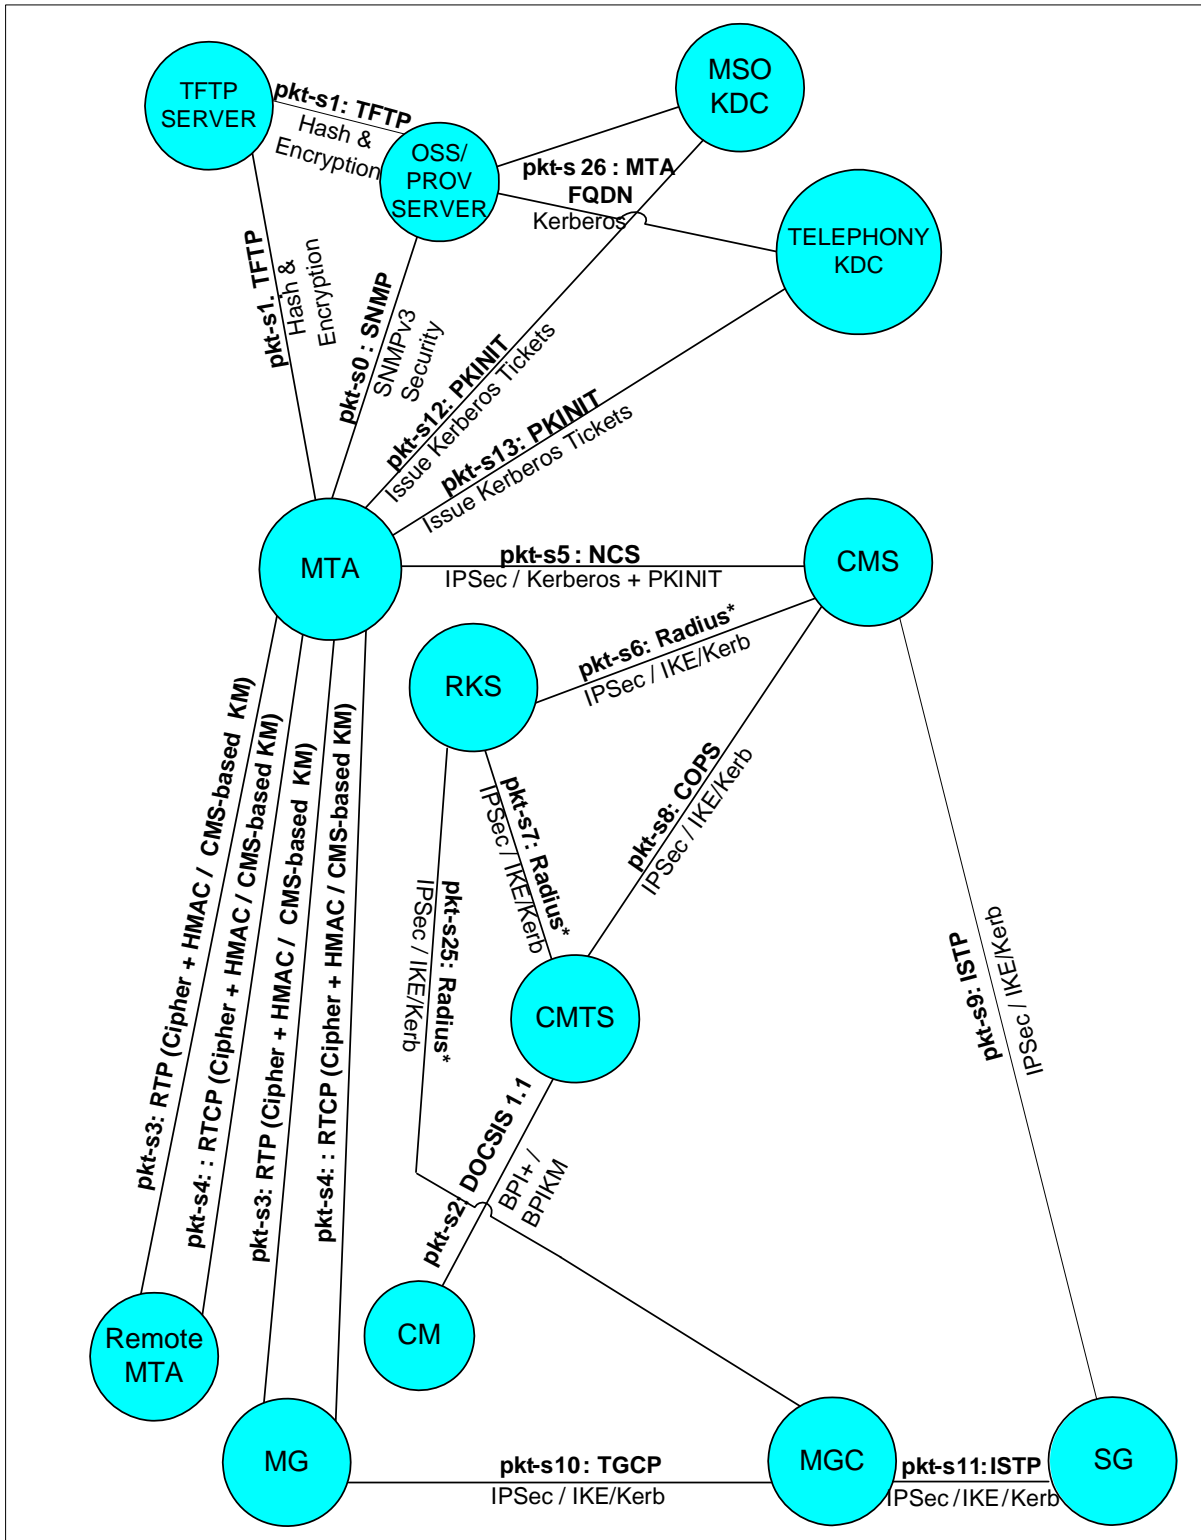 TFTP
SERVER
pkt-s1: TFTP
Hash &
Encryption
OSS/
PROV
SERVER
MSO
KDC
pkt-s 26 : MTA
FQDN
Kerberos
TELEPHONY
KDC
pkt-s1. TFTP
Hash &
Encryption
pkt-s0 : SNMP
SNMPv3
Security
pkt-s12: PKINIT
Issue Kerberos Tickets
pkt-s13: PKINIT
Issue Kerberos Tickets
MTA
pkt-s5 : NCS
IPSec / Kerberos + PKINIT
CMS
RKS
pkt-s6: Radius*
IPSec / IKE/Kerb
pkt-s7: Radius*
IPSec / IKE/Kerb
pkt-s8: COPS
IPSec / IKE/Kerb
pkt-s25: Radius*
IPSec / IKE/Kerb
pkt-s9: ISTP
IPSec / IKE/Kerb
pkt-s3: RTP (Cipher + HMAC / CMS-based KM)
pkt-s4: : RTCP (Cipher + HMAC / CMS-based KM)
pkt-s3: RTP (Cipher + HMAC / CMS-based KM)
pkt-s4: : RTCP (Cipher + HMAC / CMS-based KM)
CMTS
pkt-s2: DOCSIS 1.1
BPI+ /
BPIKM
CM
Remote
MTA
MG
pkt-s10: TGCP
IPSec / IKE/Kerb
MGC
pkt-s11: ISTP
IPSec / IKE/Kerb
SG